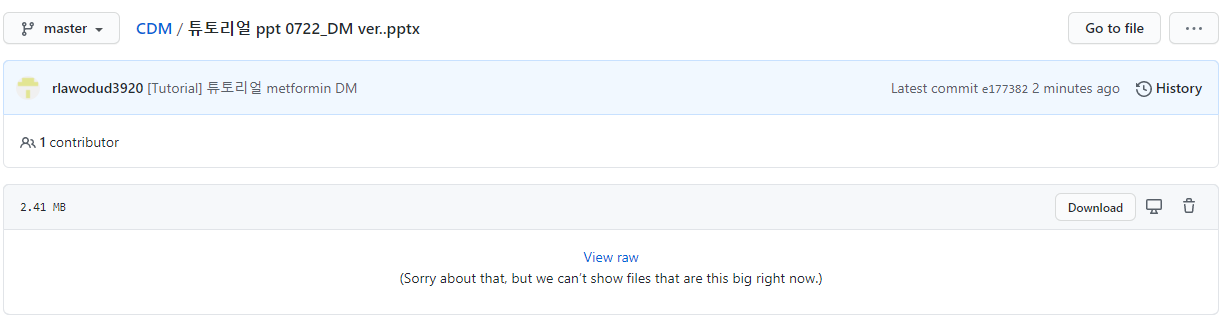 master
CDM / 튜토리얼 ppt 0722_DM ver..pptx
Go to file
···
rlawodud3920 [Tutorial] 튜토리얼 metformin DM
Latest commit e177382 2 minutes ago
History
1 contributor
2.41 MB
Download
View raw
(Sorry about that, but we can't show files that are this big right now.)